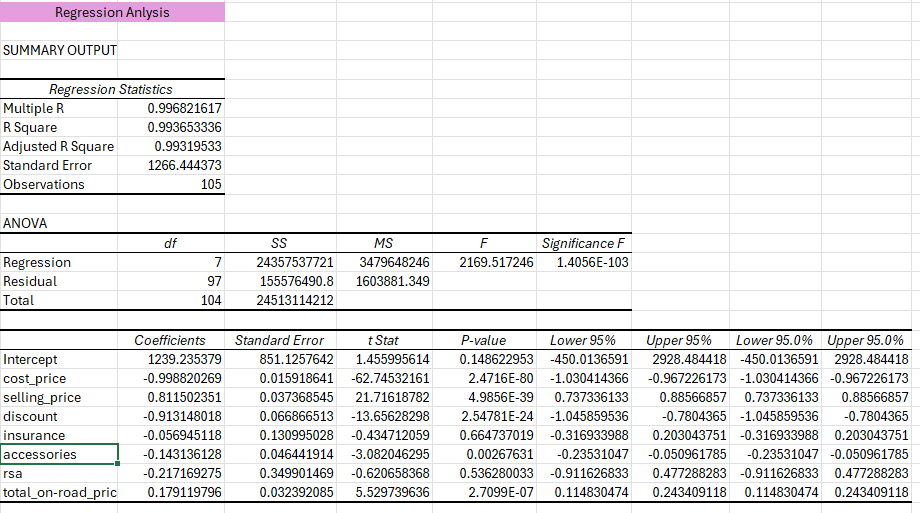 Regression Anlysis
SUMMARY OUTPUT
Regression Statistics
Multiple R 0.996821617
R Square 0.993653336
Adjusted R Square 0.99319533
Standard Error 1266.444373
Observations 105
ANOVA
df SS MS F Significance F
Regression 7 24357537721 3479648246 2169.517246 1.4056E-103
Residual 97 155576490.8 1603881.349
Total 104 24513114212
Coefficients Standard Error t Stat P-value Lower 95% Upper 95% Lower 95.0% Upper 95.0%
Intercept 1239.235379 851.1257642 1.455995614 0.148622953 -450.0136591 2928.484418 -450.0136591 2928.484418
cost_price -0.998820269 0.015918641 -62.74532161 2.4716E-80 -1.030414366 -0.967226173 -1.030414366 -0.967226173
selling_price 0.811502351 0.037368545 21.71618782 4.9856E-39 0.737336133 0.88566857 0.737336133 0.88566857
discount -0.913148018 0.066866513 -13.65628298 2.54781E-24 -1.045859536 -0.7804365 -1.045859536 -0.7804365
insurance -0.056945118 0.130995028 -0.434712059 0.664737019 -0.316933988 0.203043751 -0.316933988 0.203043751
accessories -0.143136128 0.046441914 -3.082046295 0.00267631 -0.23531047 -0.050961785 -0.23531047 -0.050961785
rsa -0.217169275 0.349901469 -0.620658368 0.536280033 -0.911626833 0.477288283 -0.911626833 0.477288283
total_on-road_pric 0.179119796 0.032392085 5.529739636 2.7099E-07 0.114830474 0.243409118 0.114830474 0.243409118